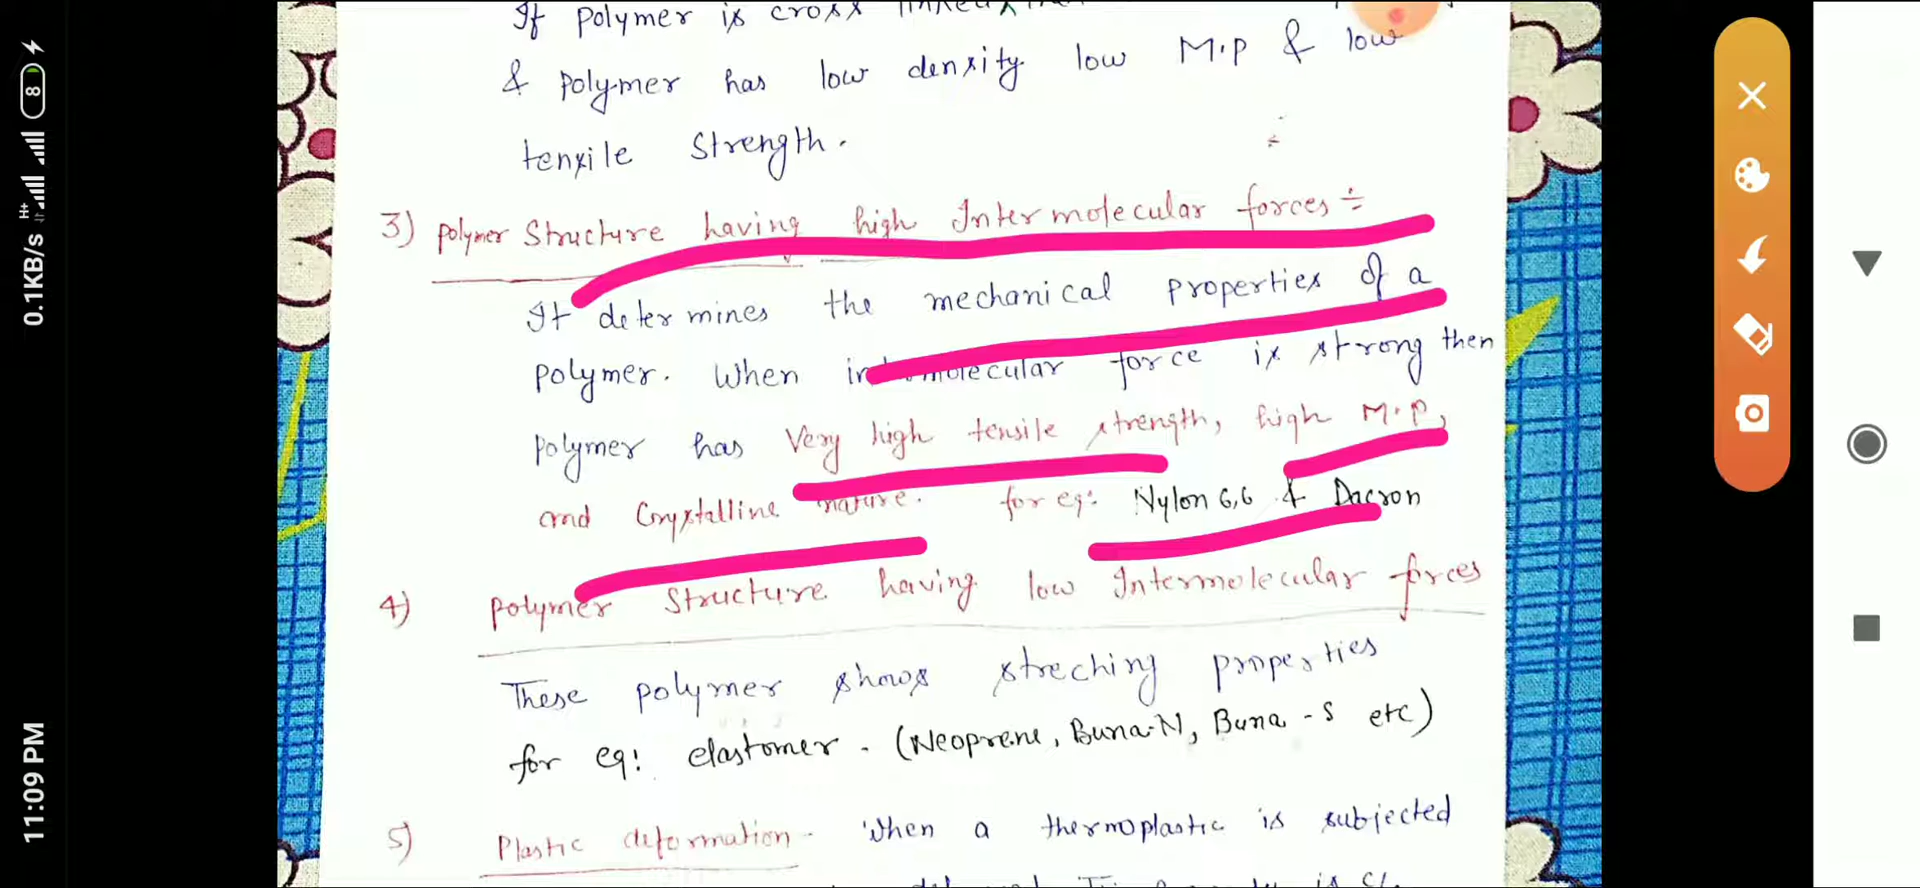 If polymer is cross
& polymer has low density low M.P & low
tensile strength.
3) polymer structure having high Intermolecular forces ÷
It determines the mechanical properties of a
polymer. When intermolecular force is strong then
polymer has very high tensile strength, high M.P,
and Crystalline nature. for eg: Nylon 6,6 & Dacron
4) polymer structure having low Intermolecular forces
These polymer shows streching properties
for eg: elastomer. (Neoprene, Buna-N, Buna-S etc)
5) Plastic deformation - When a thermoplastic is subjected
8
H+
0.1KB/s
11:09 PM